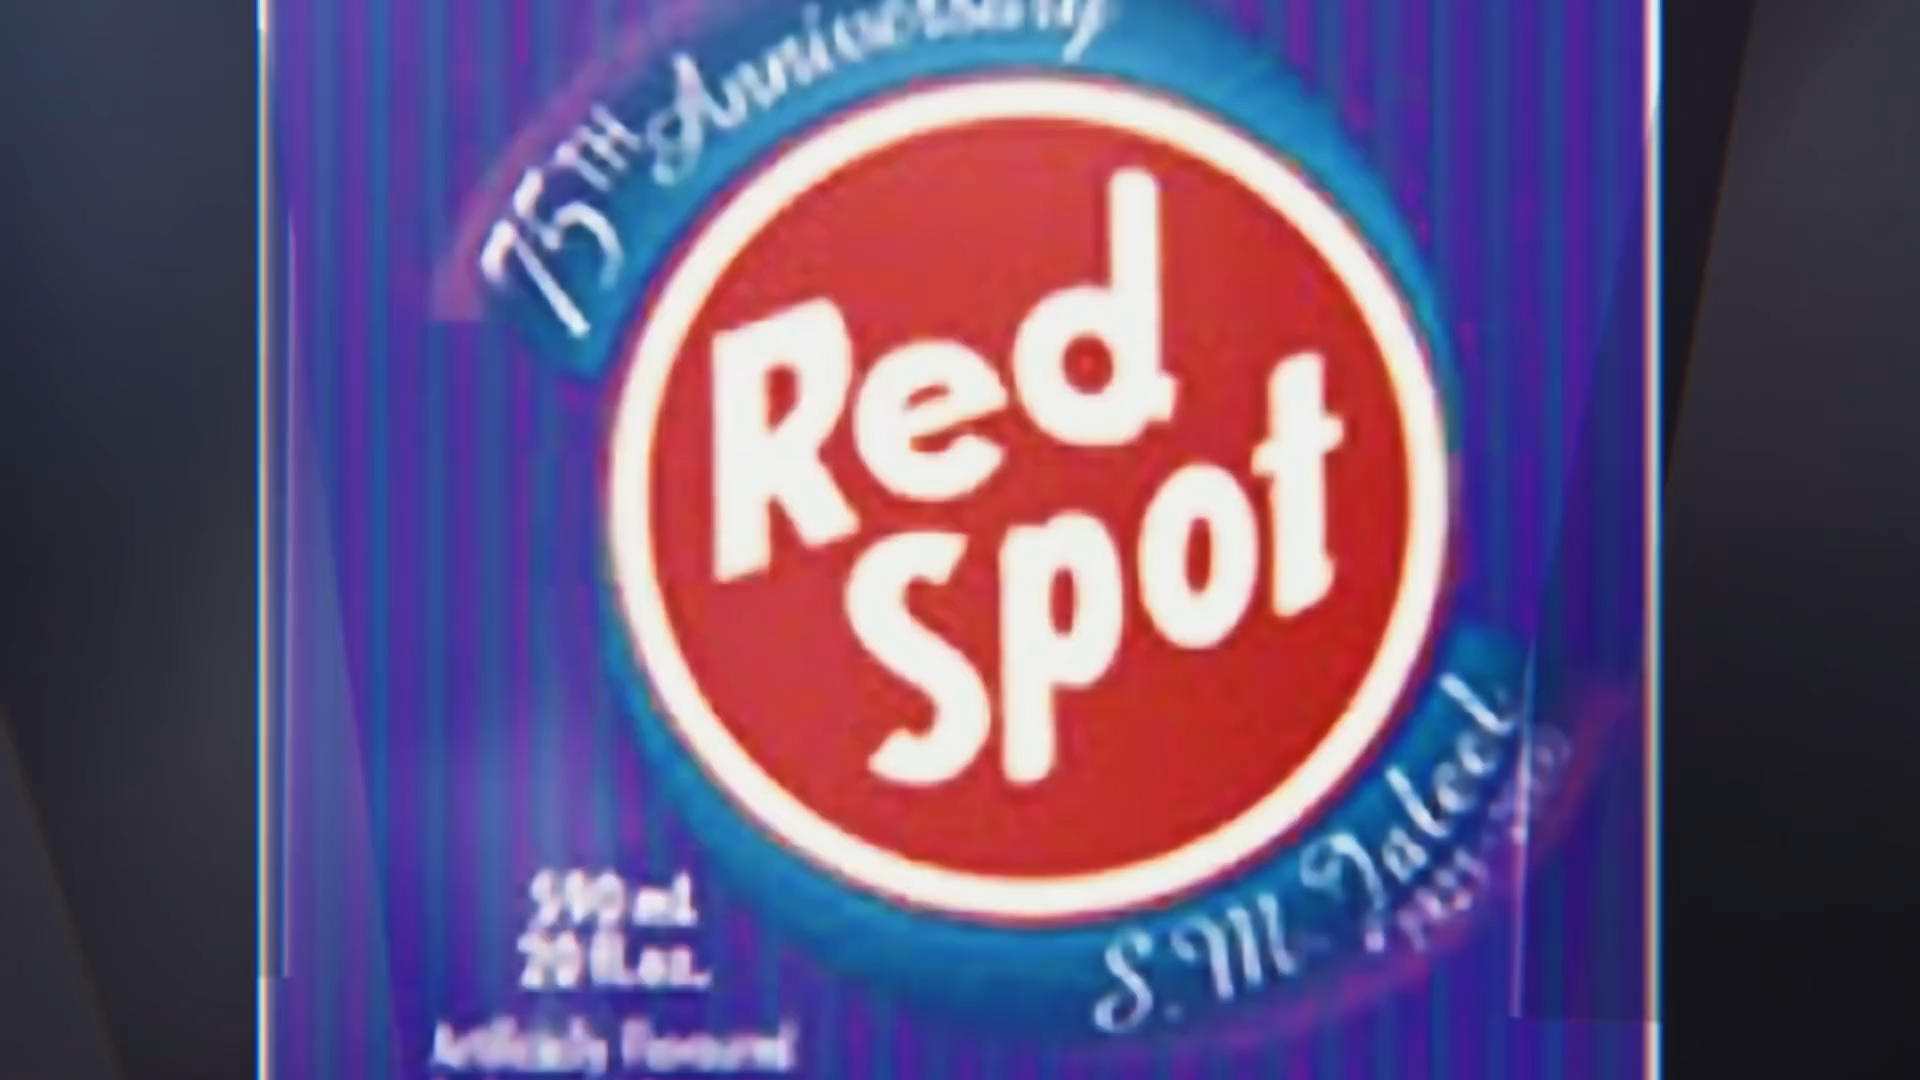 75TH Anniversary
Red
Spot
S.M. Jaleel
590 ml
20 fl.oz.
Artificially Flavoured